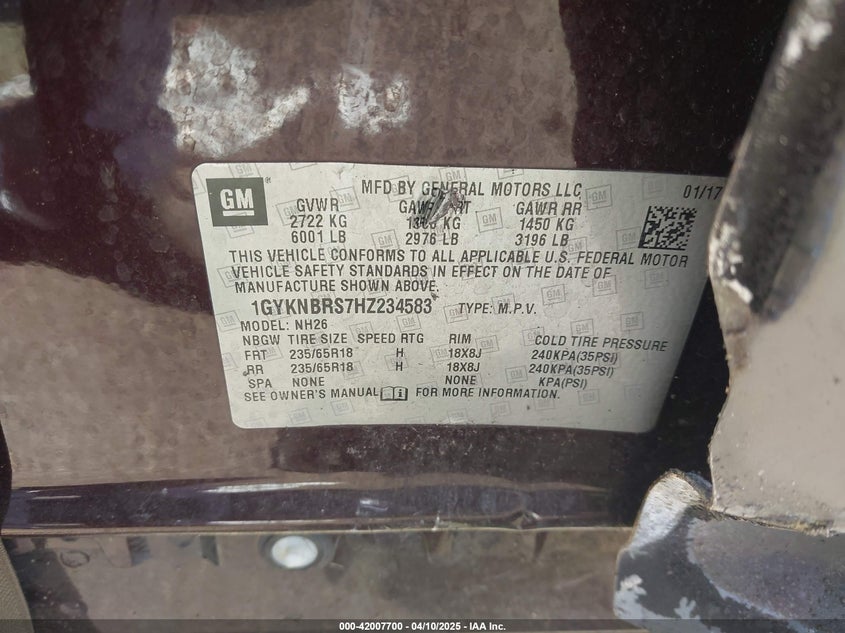 GM
MFD BY GENERAL MOTORS LLC
01/17
GVWR GAWR RR
2722 KG KG 1450 KG
6001 LB 2976 LB 3196 LB
THIS VEHICLE CONFORMS TO ALL APPLICABLE U.S. FEDERAL MOTOR
VEHICLE SAFETY STANDARDS IN EFFECT ON THE DATE OF
MANUFACTURE SHOWN ABOVE.
1GYKNBRS7HZ234583 TYPE: M.P.V.
MODEL: NH26
NBGW TIRE SIZE SPEED RTG RIM COLD TIRE PRESSURE
FRT 235/65R18 H 18X8J 240KPA(35PSI)
RR 235/65R18 H 18X8J 240KPA(35PSI)
SPA NONE NONE KPA(PSI)
SEE OWNER'S MANUAL FOR MORE INFORMATION.
000-42007700 - 04/10/2025 - IAA Inc.